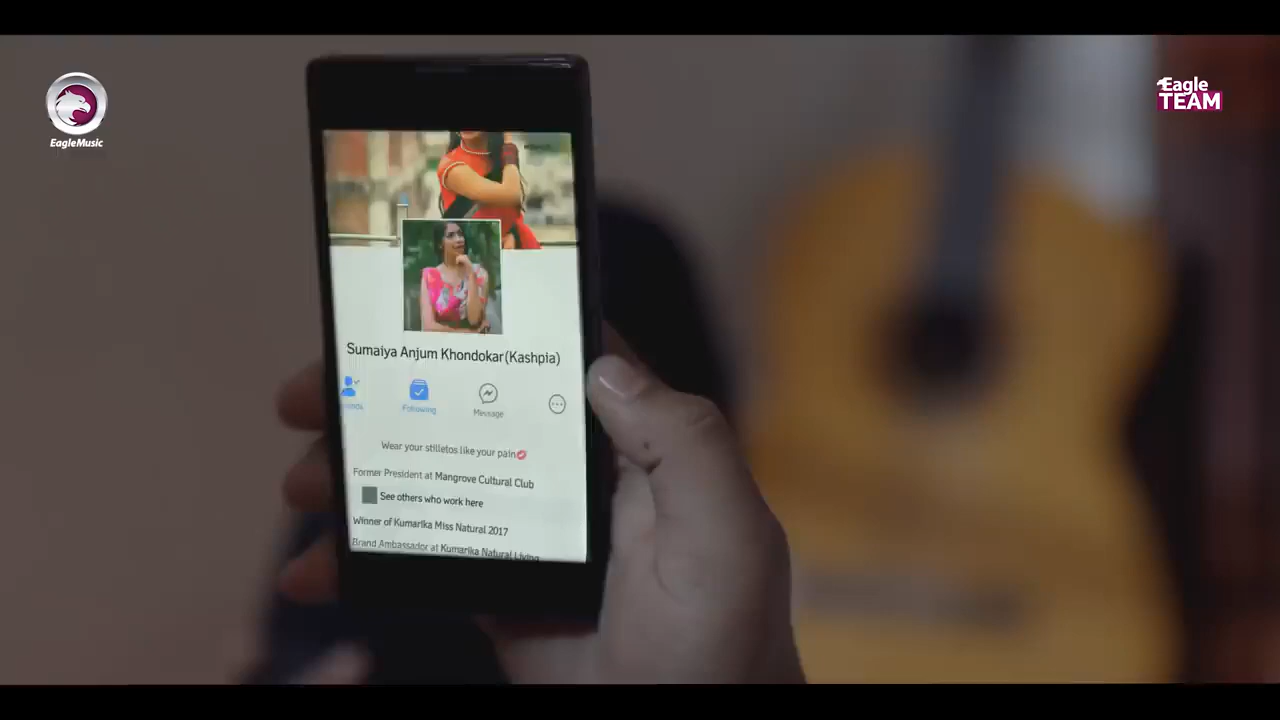 EagleMusic
Eagle
TEAM
Sumaiya Anjum Khondokar(Kashpia)
Following
Message
Wear your stilletos like your pain💋
Former President at Mangrove Cultural Club
See others who work here
Winner of Kumarika Miss Natural 2017
Brand Ambassador at Kumarika Natural Living